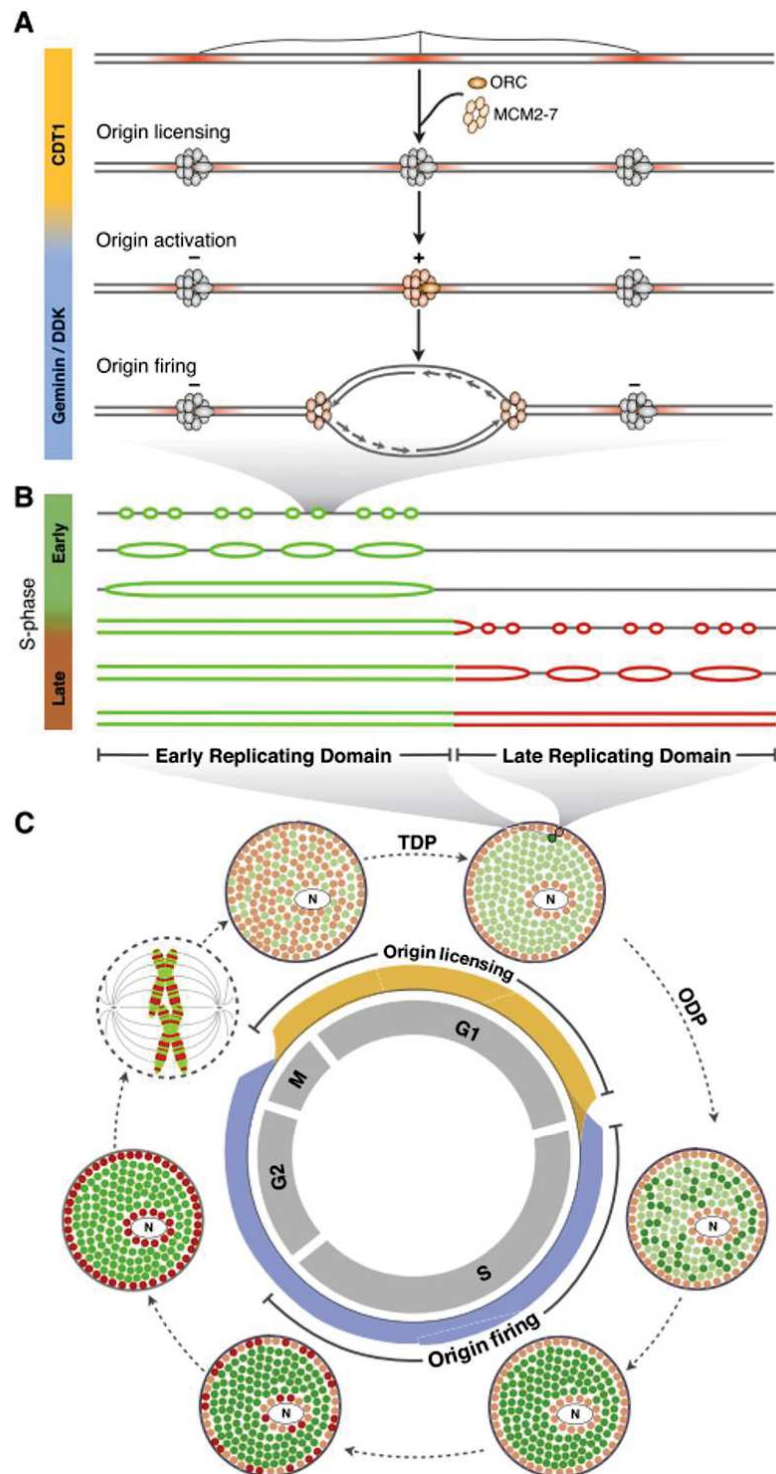 A
ORC
MCM2-7
Origin licensing
CDT1
Origin activation
–
+
–
Geminin / DDK
Origin firing
–
–
B
S-phase
Early
Late
Early Replicating Domain
Late Replicating Domain
C
TDP
N
N
Origin licensing
ODP
G1
M
G2
S
N
N
Origin firing
N
N